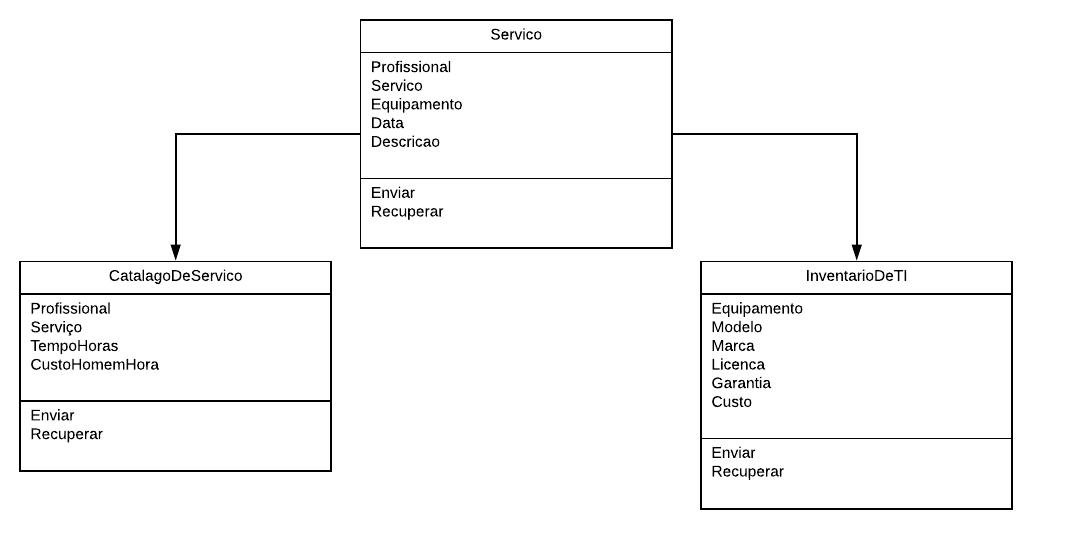 Servico
Profissional
Servico
Equipamento
Data
Descricao
Enviar
Recuperar
CatalagoDeServico
Profissional
Serviço
TempoHoras
CustoHomemHora
Enviar
Recuperar
InventarioDeTI
Equipamento
Modelo
Marca
Licenca
Garantia
Custo
Enviar
Recuperar